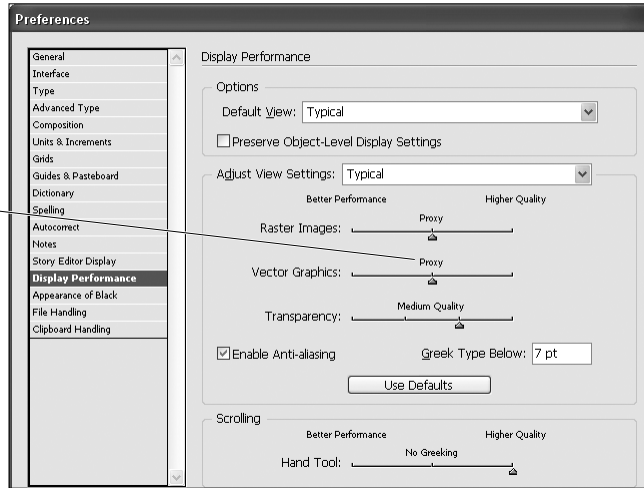 Preferences
General
Interface
Type
Advanced Type
Composition
Units & Increments
Grids
Guides & Pasteboard
Dictionary
Spelling
Autocorrect
Notes
Story Editor Display
Display Performance
Appearance of Black
File Handling
Clipboard Handling
Display Performance
Options
Default View: Typical
Preserve Object-Level Display Settings
Adjust View Settings: Typical
Better Performance Higher Quality
Proxy
Raster Images:
Proxy
Vector Graphics:
Medium Quality
Transparency:
Enable Anti-aliasing Greek Type Below: 7 pt
Use Defaults
Scrolling
Better Performance Higher Quality
No Greeking
Hand Tool: